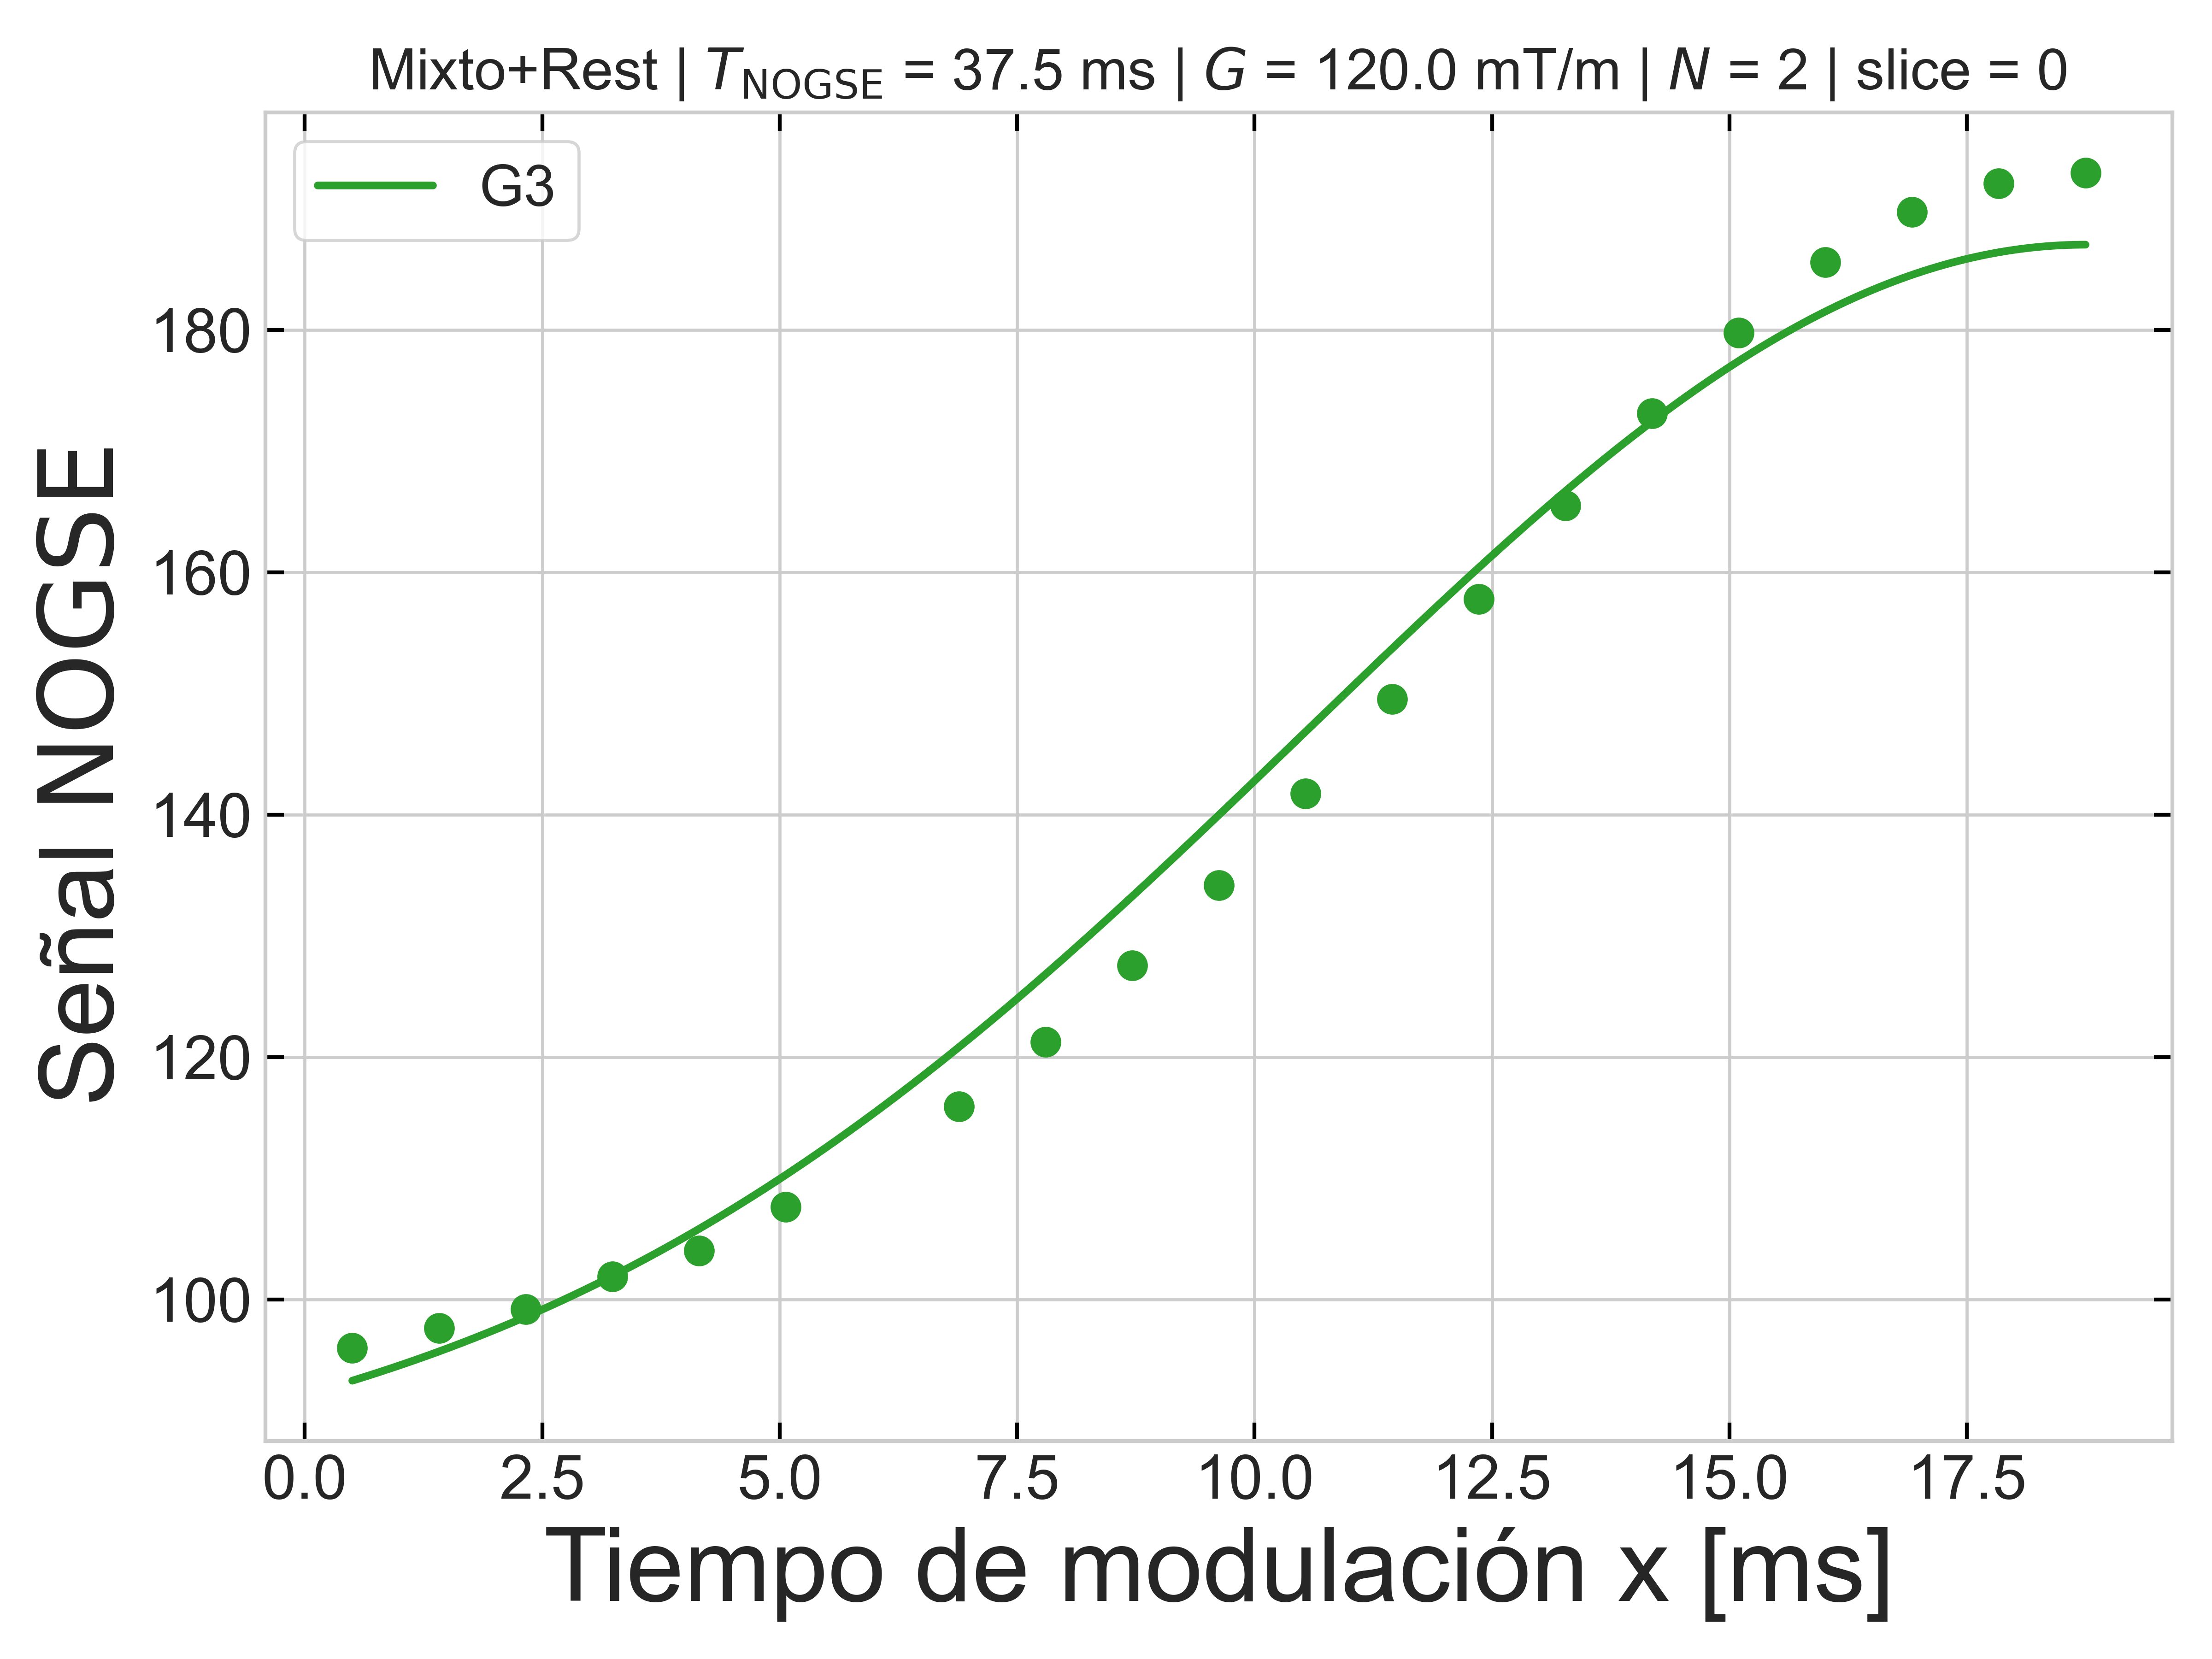 Mixto+Rest | T_NOGSE = 37.5 ms | G = 120.0 mT/m | N = 2 | slice = 0
G3
Señal NOGSE
180
160
140
120
100
0.0 2.5 5.0 7.5 10.0 12.5 15.0 17.5
Tiempo de modulación x [ms]